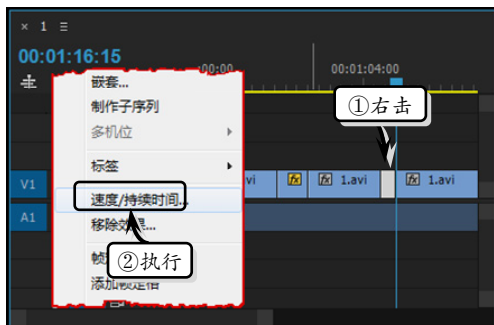 × 1 ≡
00:01:16:15
:00:00
00:01:04:00
嵌套...
制作子序列
多机位
标签
速度/持续时间...
移除效果...
帧
添加帧定格
①右击
②执行
V1
vi
fx
fx 1.avi
fx 1.avi
A1